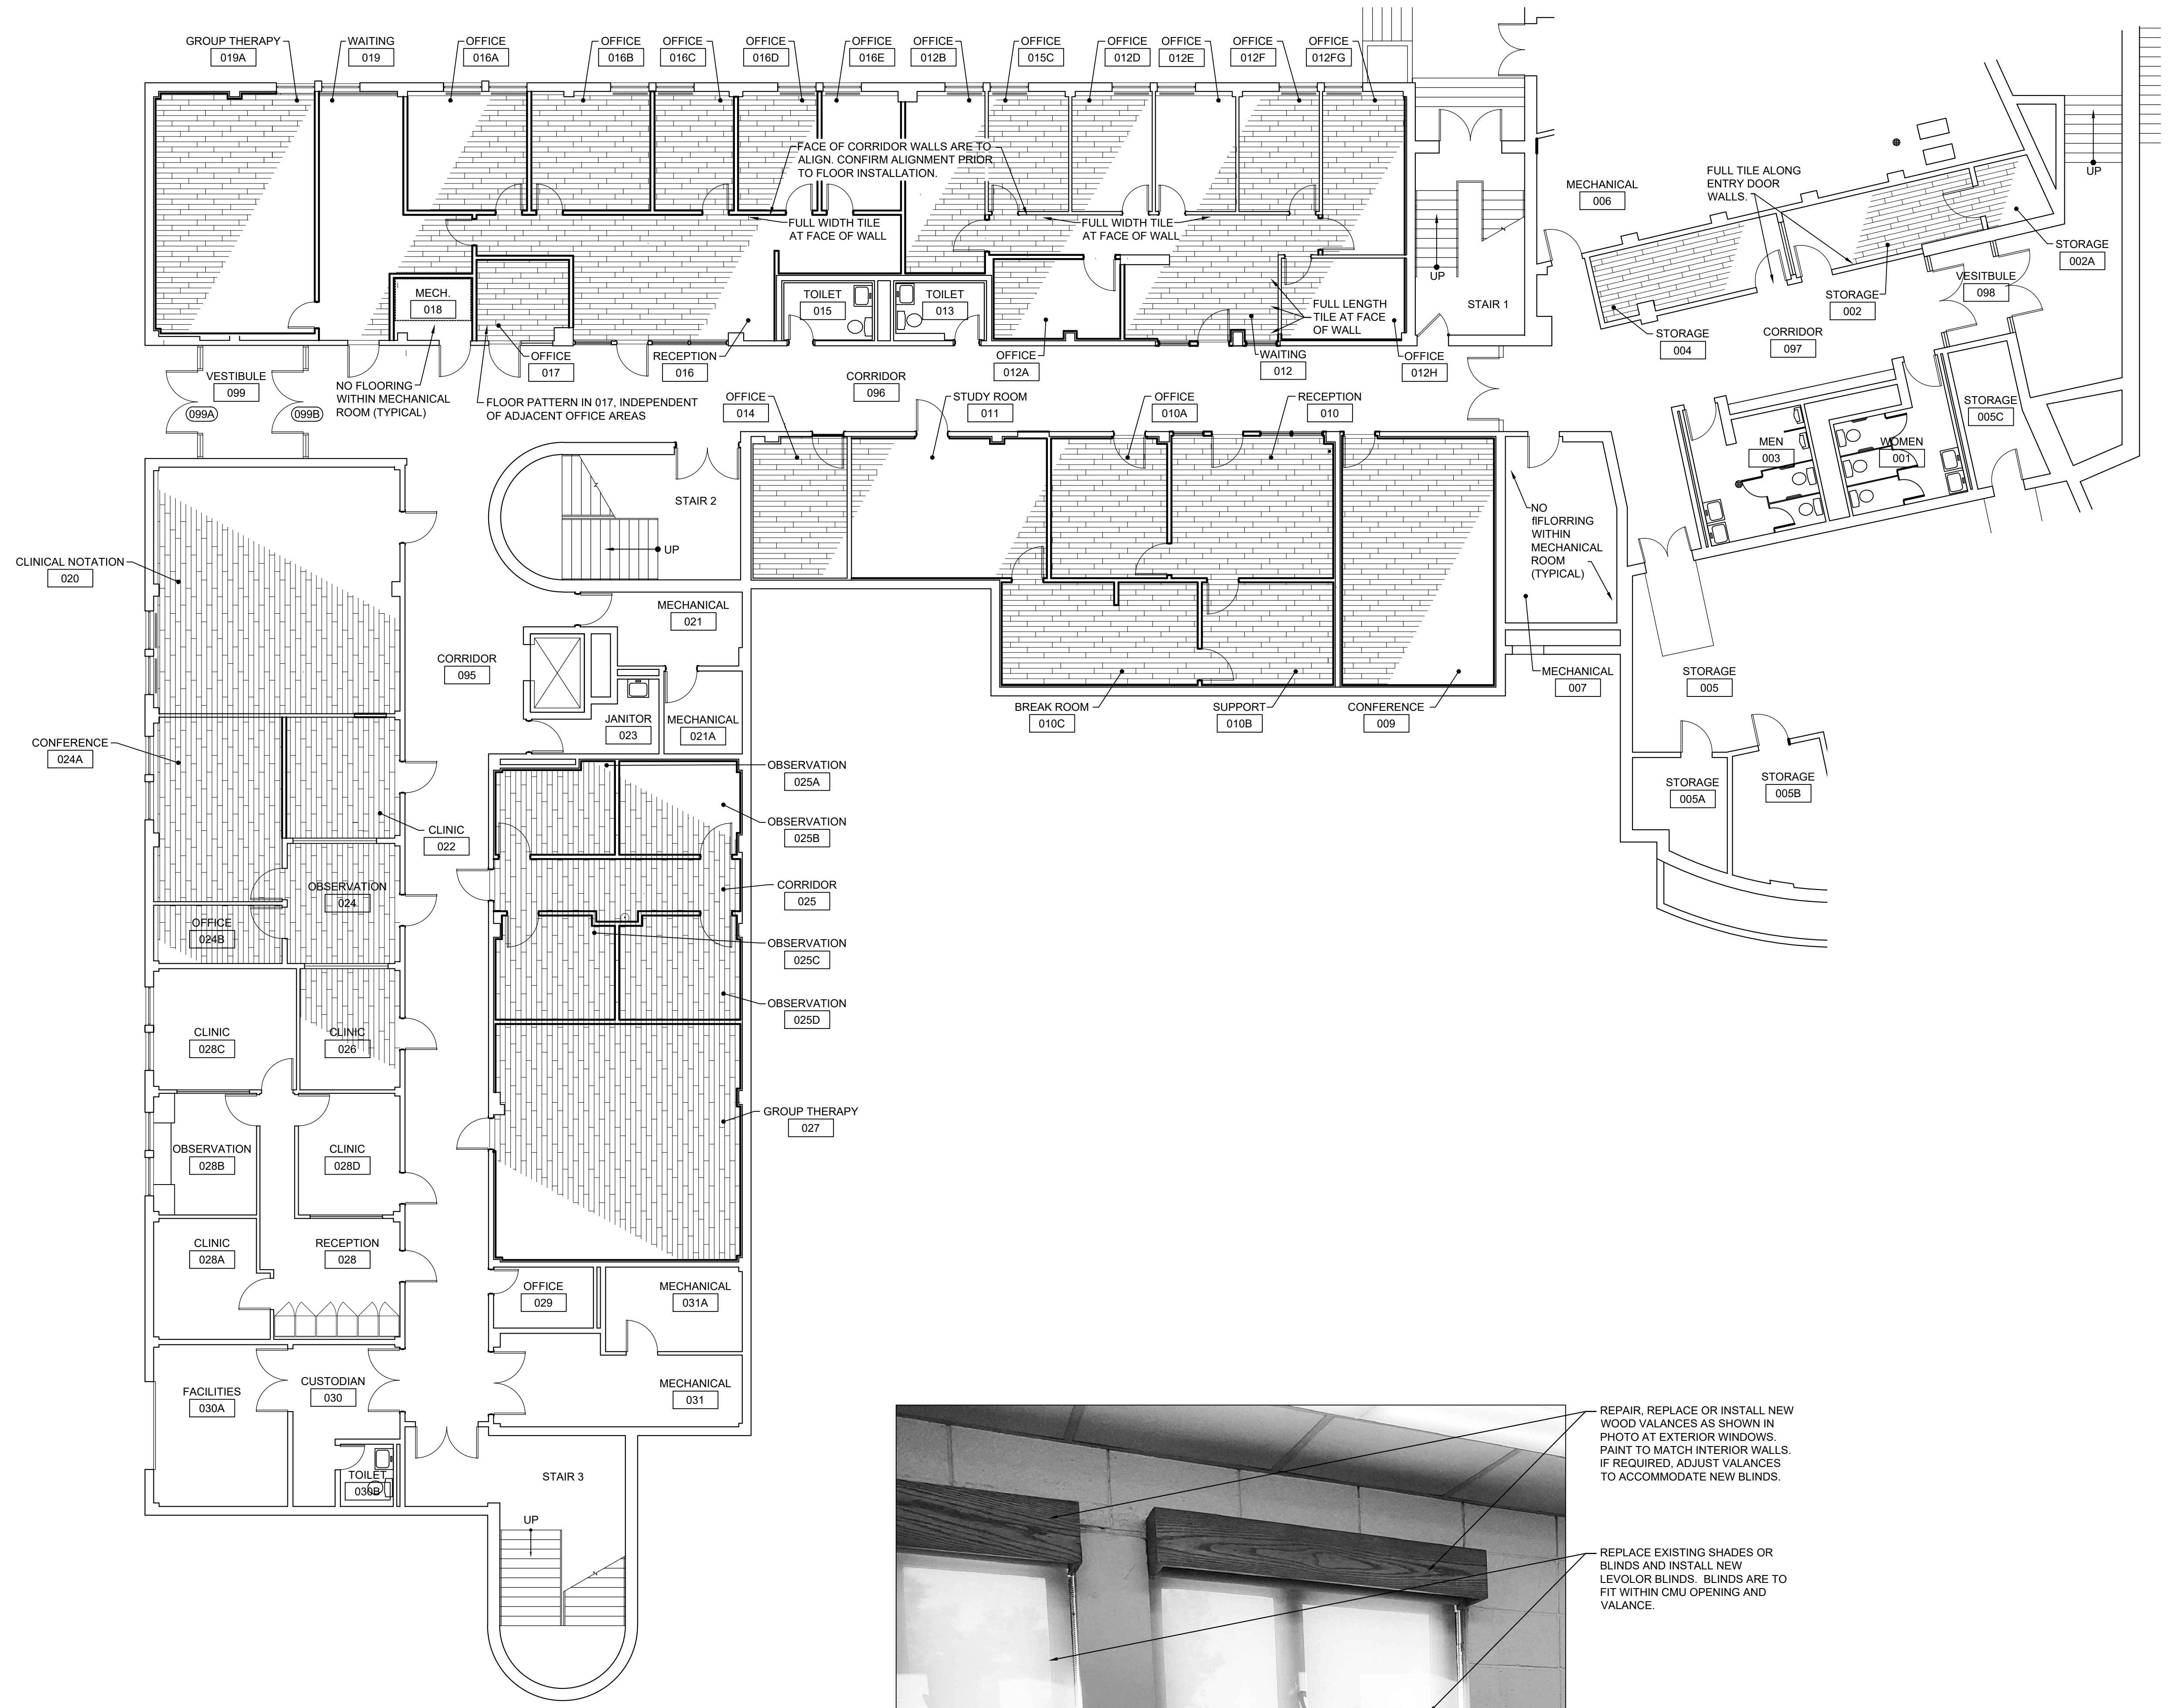 GROUP THERAPY
019A
WAITING
019
OFFICE
016A
OFFICE
016B
OFFICE
016C
OFFICE
016D
OFFICE
016E
OFFICE
012B
OFFICE
015C
OFFICE
012D
OFFICE
012E
OFFICE
012F
OFFICE
012FG
FACE OF CORRIDOR WALLS ARE TO
ALIGN. CONFIRM ALIGNMENT PRIOR
TO FLOOR INSTALLATION.
FULL WIDTH TILE
AT FACE OF WALL
FULL WIDTH TILE
AT FACE OF WALL
MECH.
018
TOILET
015
TOILET
013
FULL LENGTH
TILE AT FACE
OF WALL
UP
STAIR 1
MECHANICAL
006
FULL TILE ALONG
ENTRY DOOR
WALLS.
UP
STORAGE
002A
VESITBULE
098
STORAGE
002
STORAGE
004
CORRIDOR
097
VESTIBULE
099
099A
099B
NO FLOORING
WITHIN MECHANICAL
ROOM (TYPICAL)
OFFICE
017
FLOOR PATTERN IN 017, INDEPENDENT
OF ADJACENT OFFICE AREAS
RECEPTION
016
CORRIDOR
096
OFFICE
012A
WAITING
012
OFFICE
012H
OFFICE
014
STUDY ROOM
011
OFFICE
010A
RECEPTION
010
STORAGE
005C
MEN
003
WOMEN
001
STAIR 2
UP
NO
flFLORRING
WITHIN
MECHANICAL
ROOM
(TYPICAL)
CLINICAL NOTATION
020
MECHANICAL
021
CORRIDOR
095
JANITOR
023
MECHANICAL
021A
BREAK ROOM
010C
SUPPORT
010B
CONFERENCE
009
MECHANICAL
007
STORAGE
005
CONFERENCE
024A
OBSERVATION
025A
STORAGE
005A
STORAGE
005B
OBSERVATION
025B
CLINIC
022
OBSERVATION
024
CORRIDOR
025
OFFICE
024B
OBSERVATION
025C
OBSERVATION
025D
CLINIC
028C
CLINIC
026
GROUP THERAPY
027
OBSERVATION
028B
CLINIC
028D
CLINIC
028A
RECEPTION
028
OFFICE
029
MECHANICAL
031A
FACILITIES
030A
CUSTODIAN
030
MECHANICAL
031
TOILET
030B
STAIR 3
UP
REPAIR, REPLACE OR INSTALL NEW
WOOD VALANCES AS SHOWN IN
PHOTO AT EXTERIOR WINDOWS.
PAINT TO MATCH INTERIOR WALLS.
IF REQUIRED, ADJUST VALANCES
TO ACCOMMODATE NEW BLINDS.
REPLACE EXISTING SHADES OR
BLINDS AND INSTALL NEW
LEVOLOR BLINDS. BLINDS ARE TO
FIT WITHIN CMU OPENING AND
VALANCE.